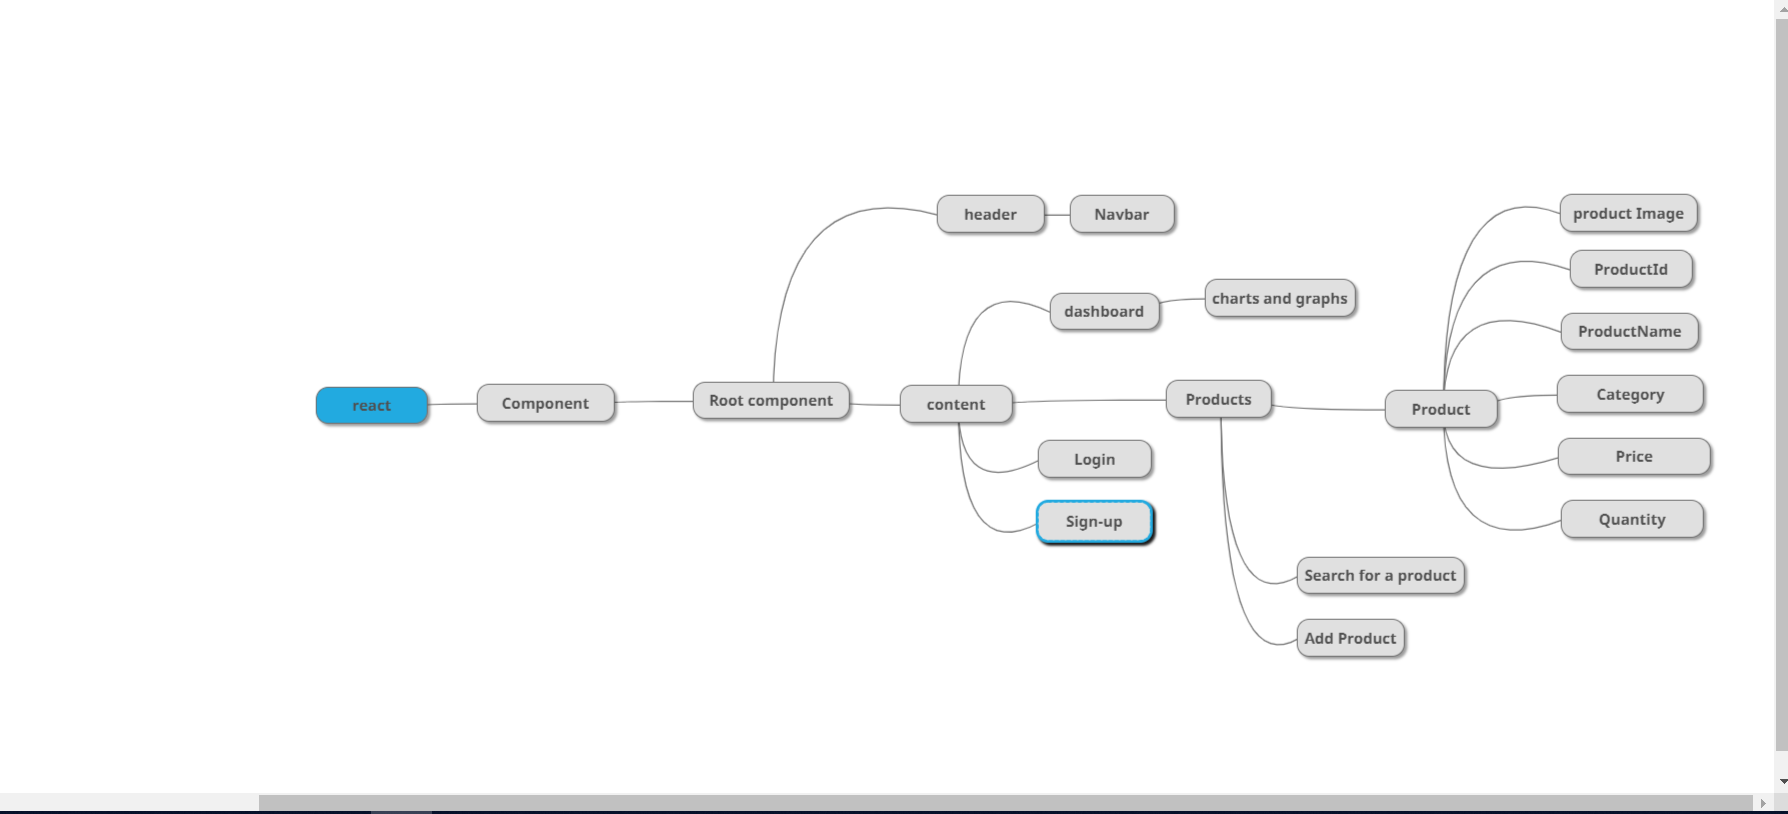 react
Component
Root component
header
Navbar
content
dashboard
charts and graphs
Login
Sign-up
Products
Search for a product
Add Product
Product
product Image
ProductId
ProductName
Category
Price
Quantity